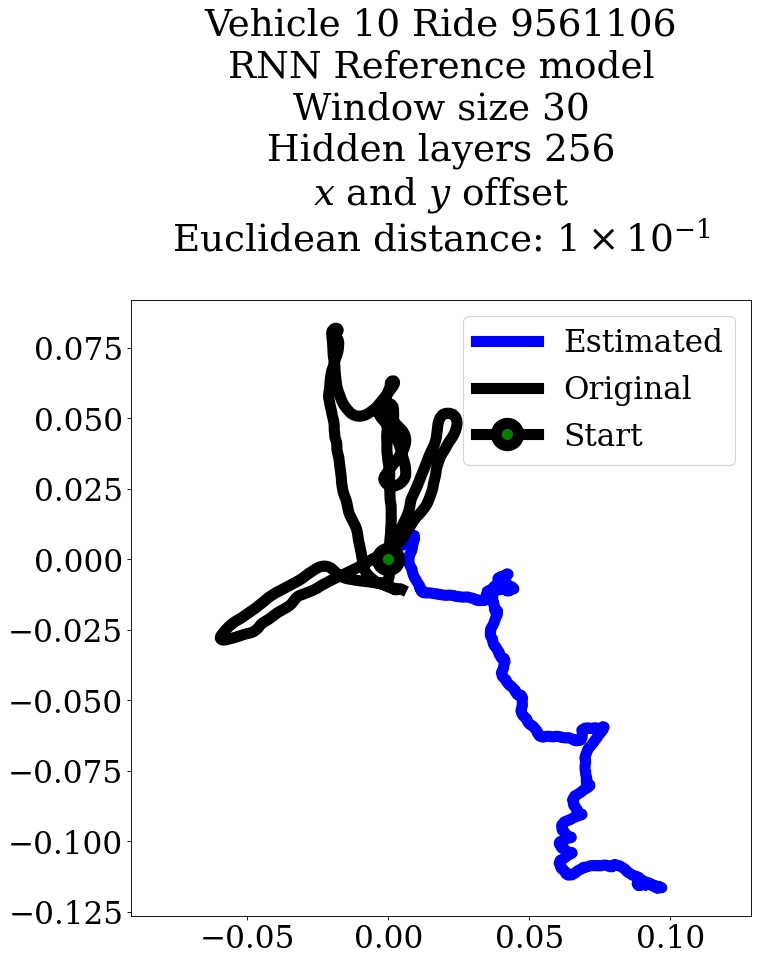 Vehicle 10 Ride 9561106
RNN Reference model
Window size 30
Hidden layers 256
x and y offset
Euclidean distance: 1 × 10⁻¹
Estimated
Original
Start
0.075
0.050
0.025
0.000
−0.025
−0.050
−0.075
−0.100
−0.125
−0.05 0.00 0.05 0.10